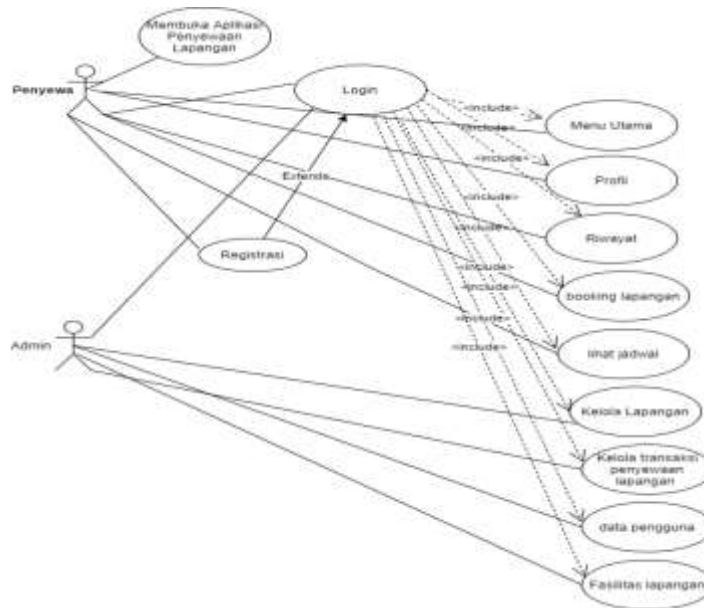 Membuka Aplikasi
Penyewaan
Lapangan
Penyewa
Login
<include>
Menu Utama
<include>
<include>
Profil
Extends
<include>
Riwayat
<include>
Registrasi
<include>
booking lapangan
<include>
<include>
Admin
<include>
lihat jadwal
Kelola Lapangan
Kelola transaksi
penyewaan
lapangan
data pengguna
Fasilitas lapangan